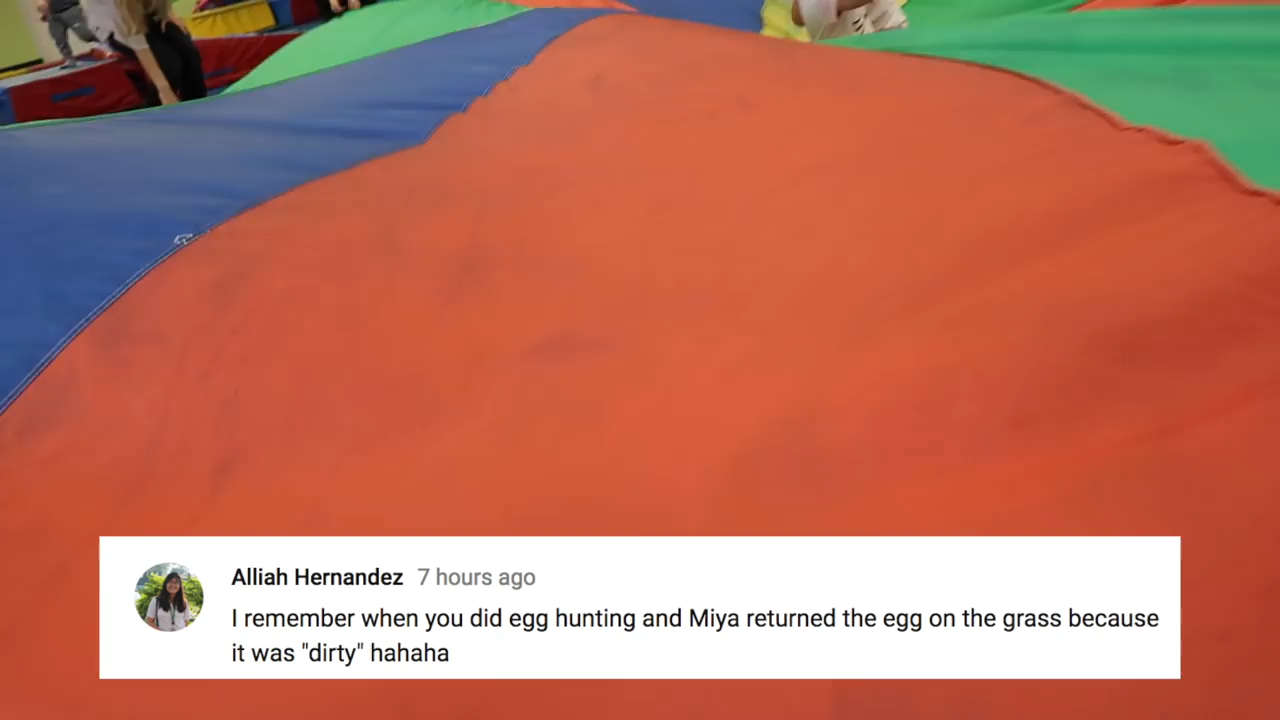 Alliah Hernandez 7 hours ago
I remember when you did egg hunting and Miya returned the egg on the grass because
it was "dirty" hahaha